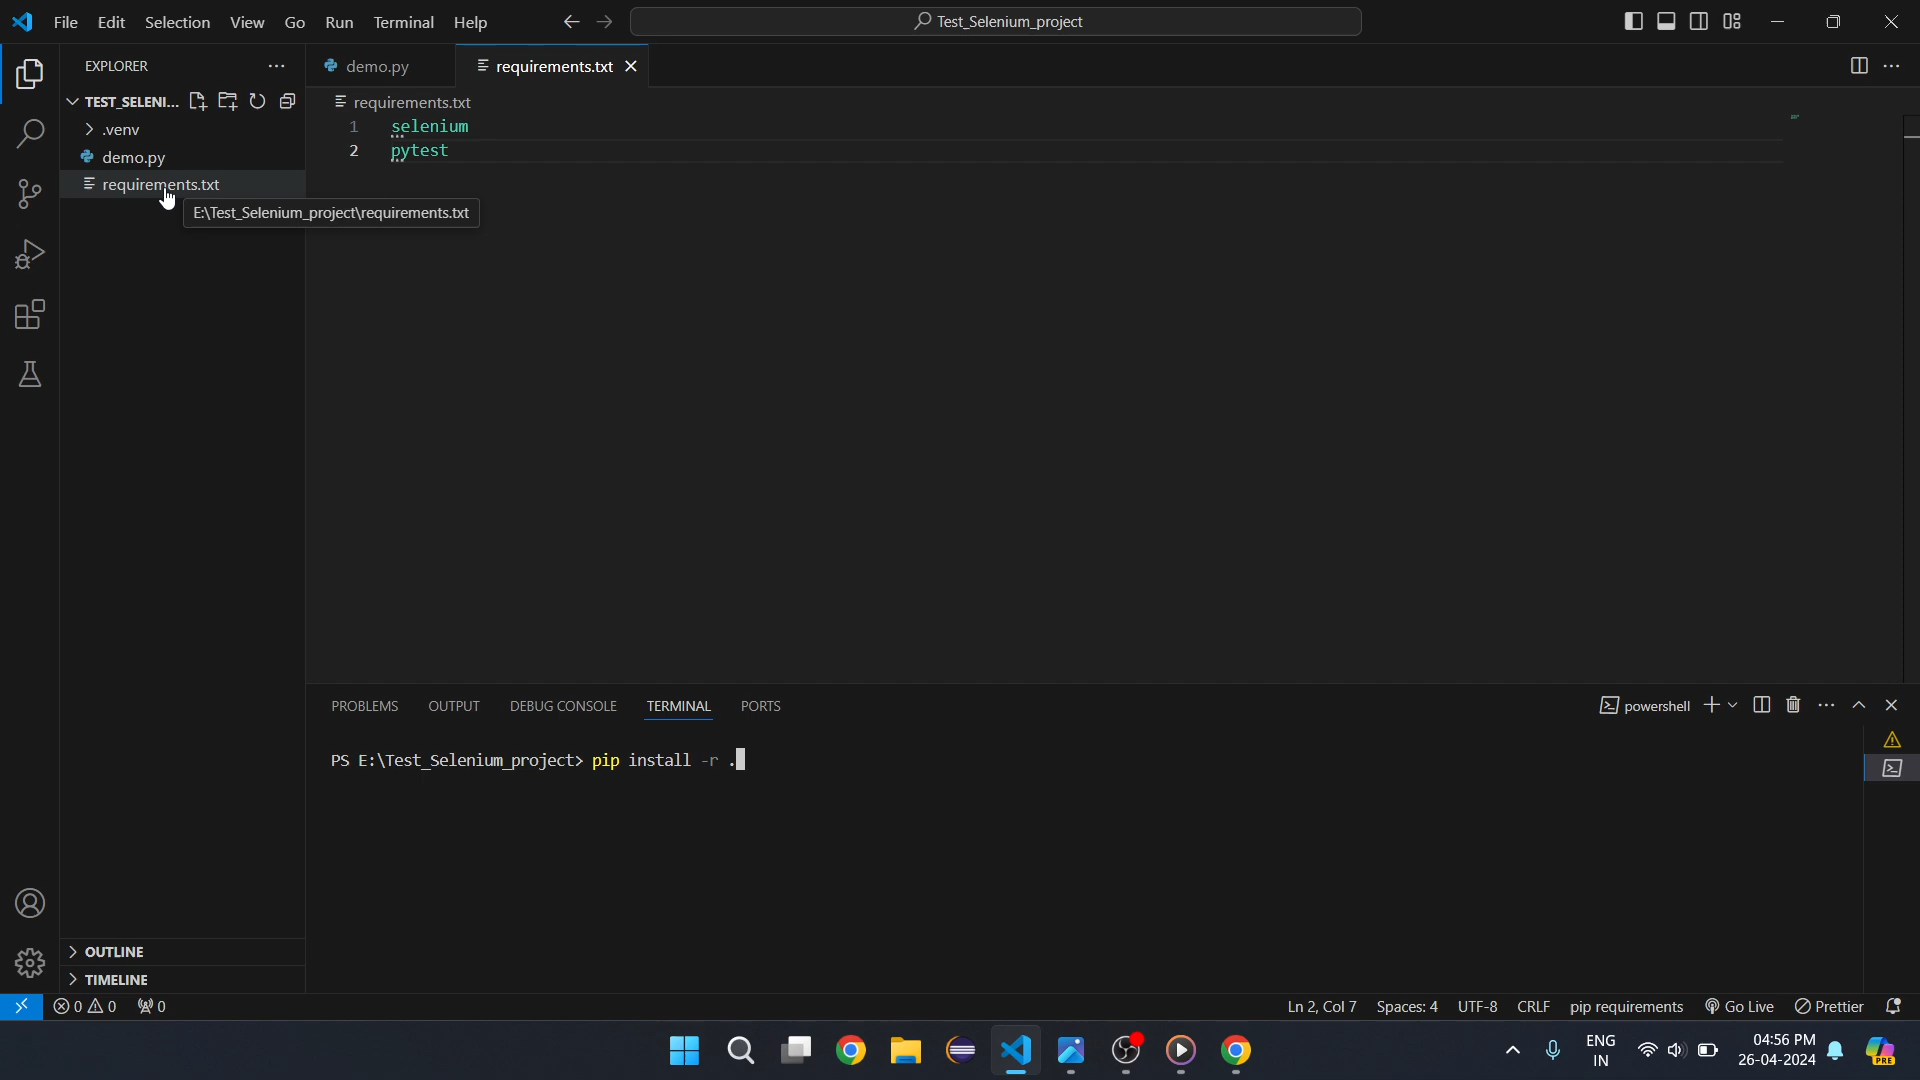 File Edit Selection View Go Run Terminal Help
Test_Selenium_project
EXPLORER
demo.py
requirements.txt
TEST_SELENI...
requirements.txt
.venv
1 selenium
demo.py
2 pytest
requirements.txt
E:\Test_Selenium_project\requirements.txt
PROBLEMS OUTPUT DEBUG CONSOLE TERMINAL PORTS
powershell
PS E:\Test_Selenium_project> pip install -r .
OUTLINE
TIMELINE
0 0 0
Ln 2, Col 7 Spaces: 4 UTF-8 CRLF pip requirements Go Live Prettier
ENG
IN
04:56 PM
26-04-2024
PRE